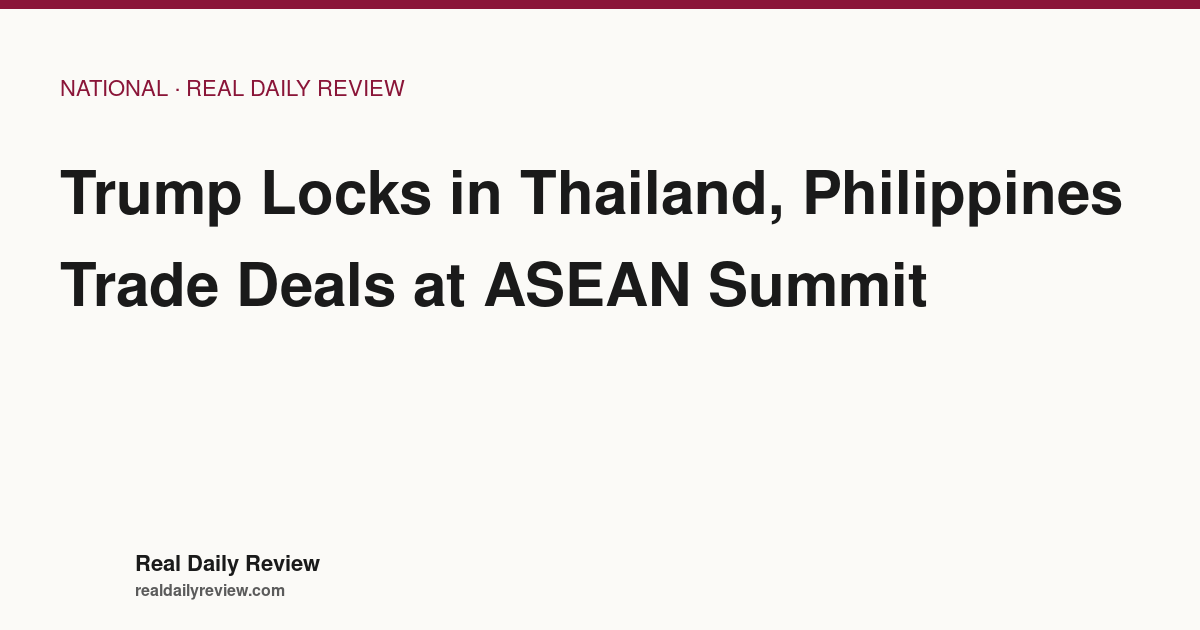 NATIONAL · REAL DAILY REVIEW
Trump Locks in Thailand, Philippines
Trade Deals at ASEAN Summit
Real Daily Review
realdailyreview.com